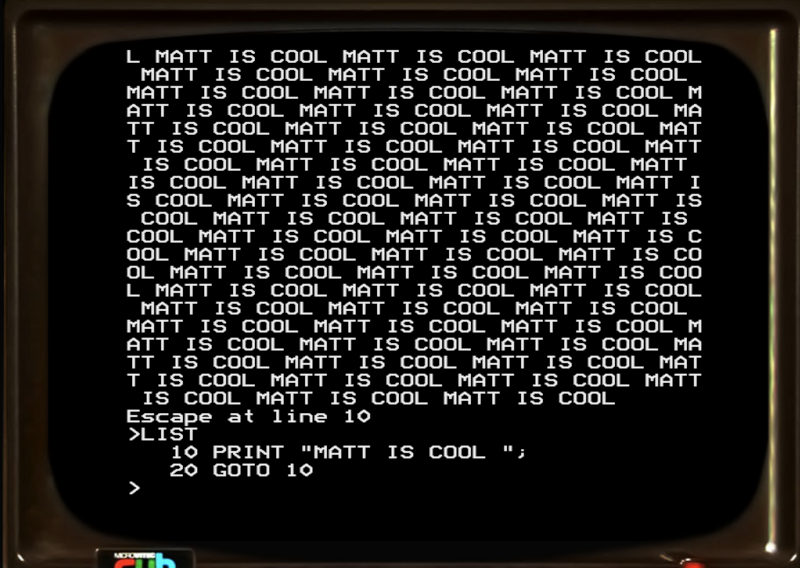 L MATT IS COOL MATT IS COOL MATT IS COOL
 MATT IS COOL MATT IS COOL MATT IS COOL
MATT IS COOL MATT IS COOL MATT IS COOL M
ATT IS COOL MATT IS COOL MATT IS COOL MA
TT IS COOL MATT IS COOL MATT IS COOL MAT
T IS COOL MATT IS COOL MATT IS COOL MATT
 IS COOL MATT IS COOL MATT IS COOL MATT
IS COOL MATT IS COOL MATT IS COOL MATT I
S COOL MATT IS COOL MATT IS COOL MATT IS
 COOL MATT IS COOL MATT IS COOL MATT IS
COOL MATT IS COOL MATT IS COOL MATT IS C
OOL MATT IS COOL MATT IS COOL MATT IS CO
OL MATT IS COOL MATT IS COOL MATT IS COO
L MATT IS COOL MATT IS COOL MATT IS COOL
 MATT IS COOL MATT IS COOL MATT IS COOL
MATT IS COOL MATT IS COOL MATT IS COOL M
ATT IS COOL MATT IS COOL MATT IS COOL MA
TT IS COOL MATT IS COOL MATT IS COOL MAT
T IS COOL MATT IS COOL MATT IS COOL MATT
 IS COOL MATT IS COOL MATT IS COOL
Escape at line 10
>LIST
   10 PRINT "MATT IS COOL ";
   20 GOTO 10
>
MICROVITEC
cub